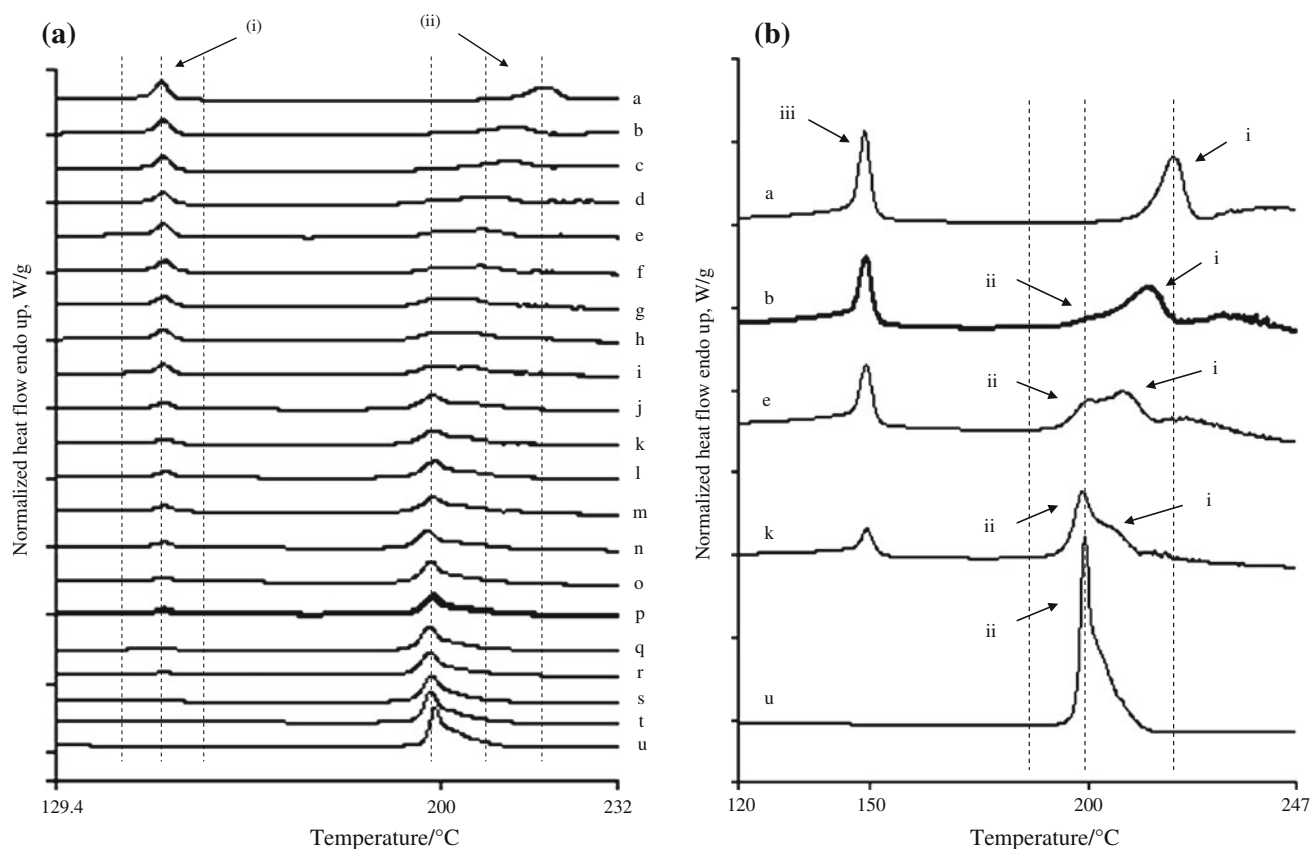 (a)
(i)
(ii)
a
b
c
d
e
f
g
h
i
j
k
l
m
n
o
p
q
r
s
t
u
Normalized heat flow endo up, W/g
129.4
200
232
Temperature/°C
(b)
iii
i
a
ii
i
b
ii
i
e
ii
i
k
ii
u
Normalized heat flow endo up, W/g
120
150
200
247
Temperature/°C